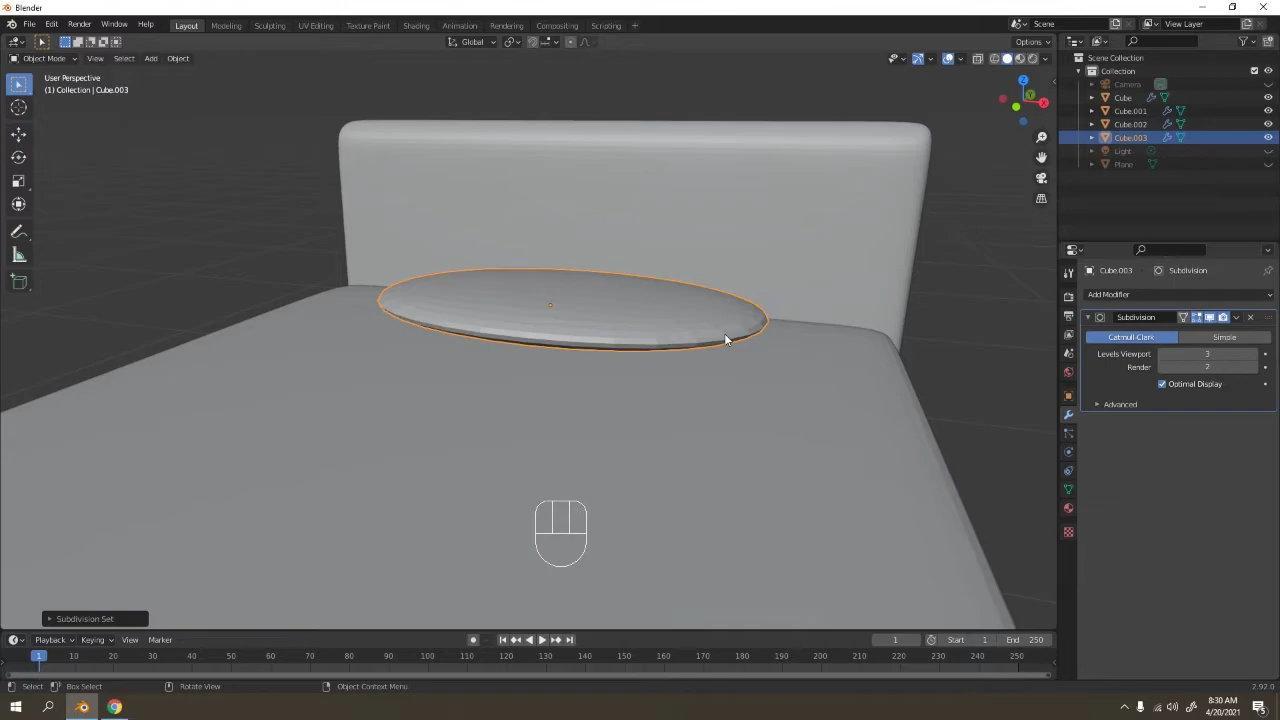 Blender
File Edit Render Window Help
Layout Modeling Sculpting UV Editing Texture Paint Shading Animation Rendering Compositing Scripting +
Scene
View Layer
Global
Options
Object Mode View Select Add Object
User Perspective
(1) Collection | Cube.003
Z
X
Y
Scene Collection
Collection
Camera
Cube
Cube.001
Cube.002
Cube.003
Light
Plane
Cube.003 Subdivision
Add Modifier
Subdivision
Catmull-Clark Simple
Levels Viewport 3
Render 2
Optimal Display
Advanced
Subdivision Set
Playback Keying View Marker
1 Start 1 End 250
1 10 20 30 40 50 60 70 80 90 100 110 120 130 140 150 160 170 180 190 200 210 220 230 240 250
Select Box Select Rotate View Object Context Menu 2.92.0
8:30 AM
4/20/2021
5